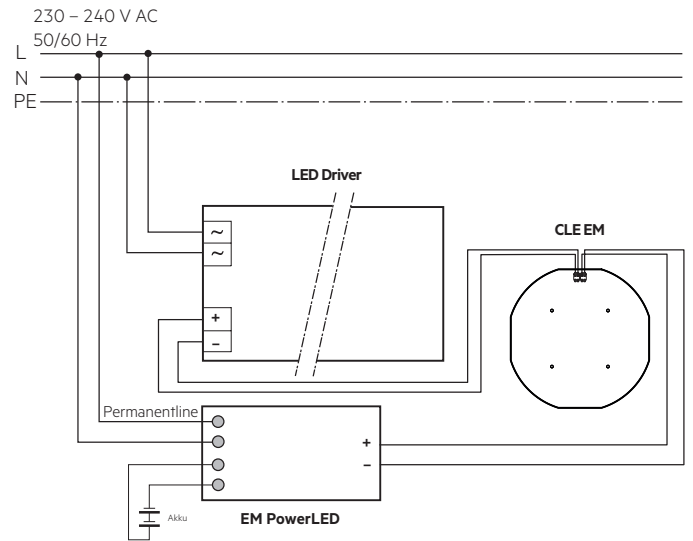 230 – 240 V AC
50/60 Hz
L
N
PE
LED Driver
CLE EM
~
~
+
–
Permanentline
+
–
Akku
EM PowerLED